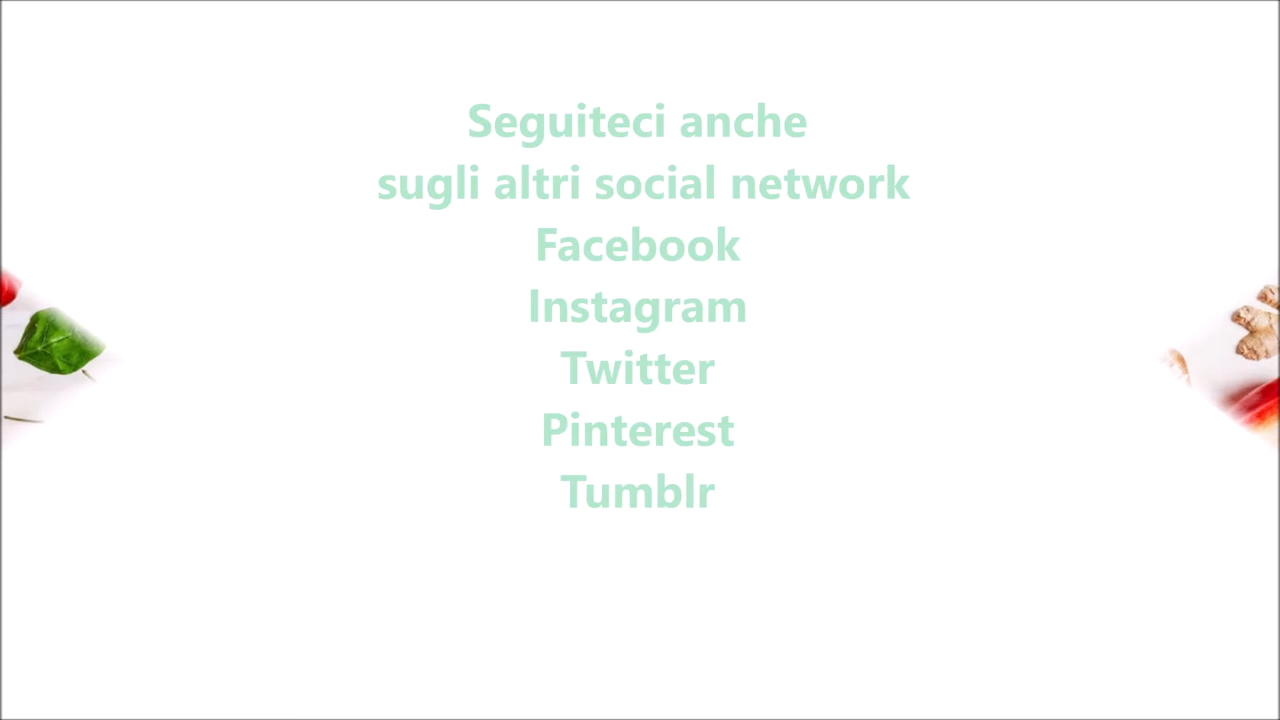 Seguiteci anche
sugli altri social network
Facebook
Instagram
Twitter
Pinterest
Tumblr